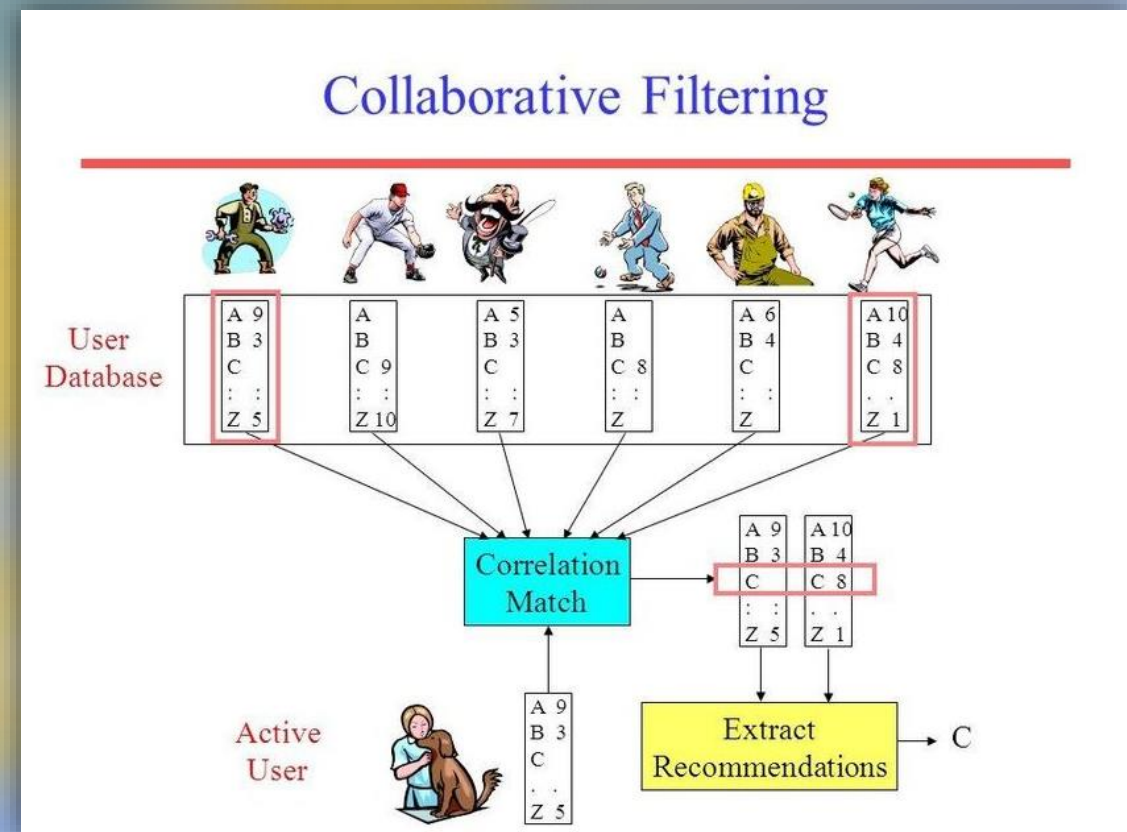 Collaborative Filtering
User
Database
A 9
B 3
C
: :
Z 5
A
B
C 9
: :
Z 10
A 5
B 3
C
: :
Z 7
A
B
C 8
: :
Z
A 6
B 4
C
: :
Z
A 10
B 4
C 8
. .
Z 1
Correlation
Match
A 9
B 3
C
: :
Z 5
A 10
B 4
C 8
. .
Z 1
Active
User
A 9
B 3
C
. .
Z 5
Extract
Recommendations
C